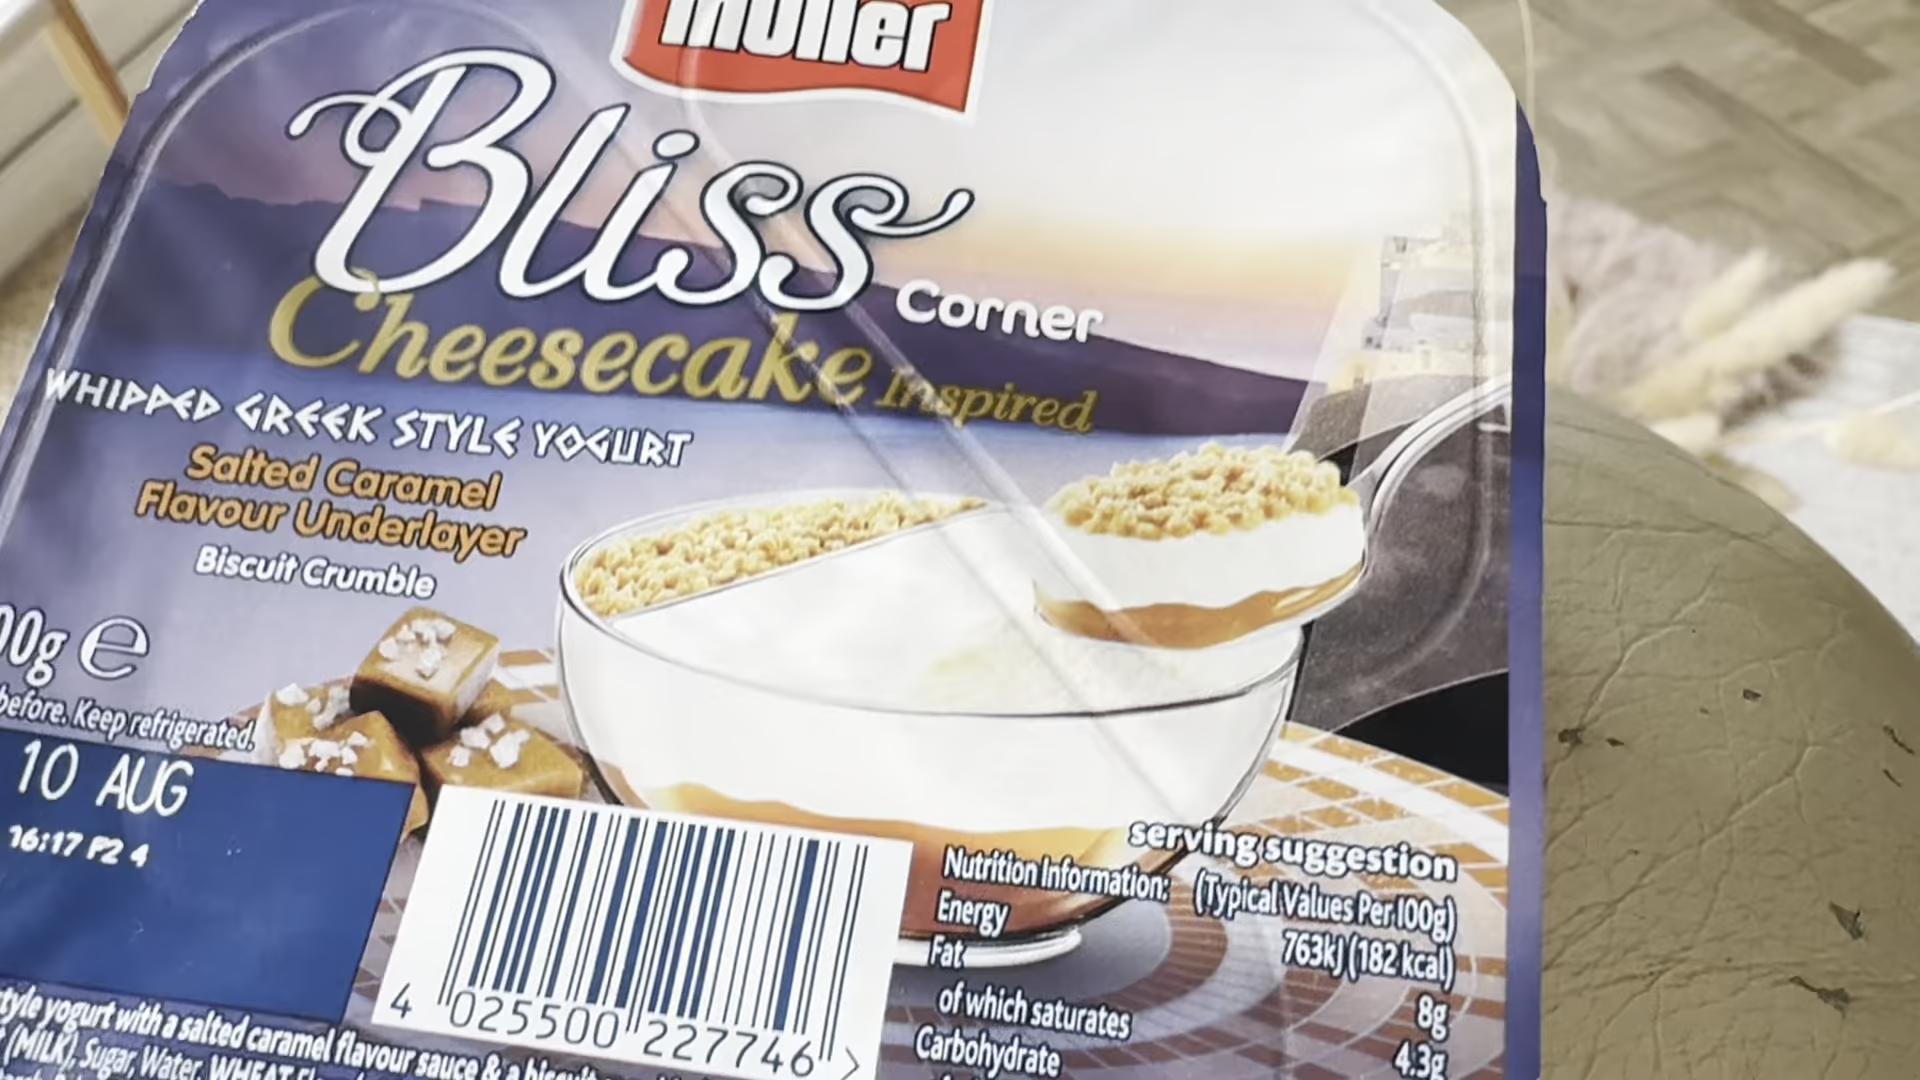 müller
Bliss Corner
Cheesecake Inspired
WHIPPED GREEK STYLE YOGURT
Salted Caramel
Flavour Underlayer
Biscuit Crumble
00g e
before. Keep refrigerated.
10 AUG
16:17 F2 4
4 025500 227746 >
serving suggestion
Nutrition Information: (Typical Values Per 100g)
Energy 763kJ (182 kcal)
Fat 8g
of which saturates 4.3g
Carbohydrate
style yogurt with a salted caramel flavour sauce & a
(MILK), Sugar, Water, WHEAT